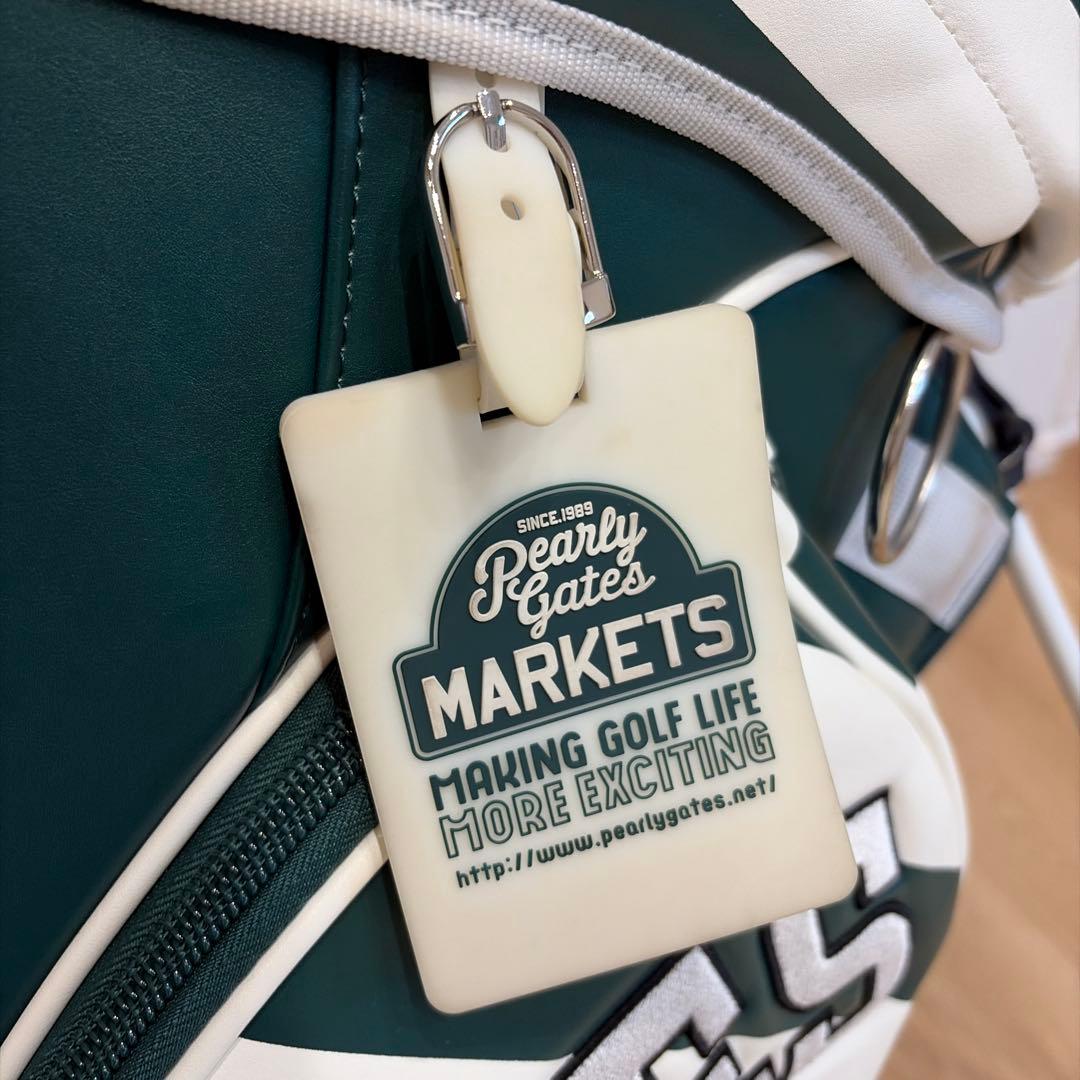 SINCE.1989
Pearly
Gates
MARKETS
MAKING GOLF LIFE
MORE EXCITING
http://www.pearlygates.net/